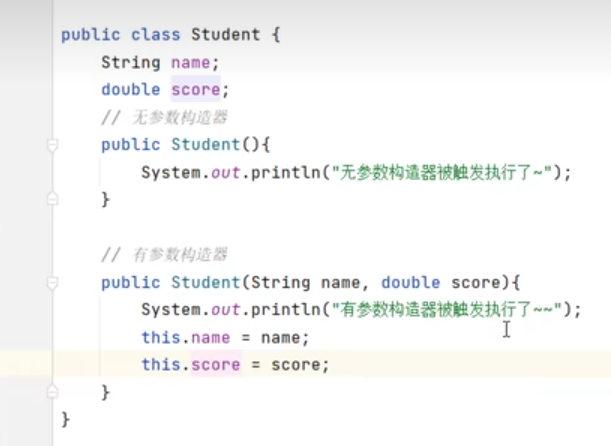 public class Student {
String name;
double score;
// 无参数构造器
public Student(){
System.out.println("无参数构造器被触发执行了~");
}
// 有参数构造器
public Student(String name, double score){
System.out.println("有参数构造器被触发执行了~~");
this.name = name;
this.score = score;
}
}